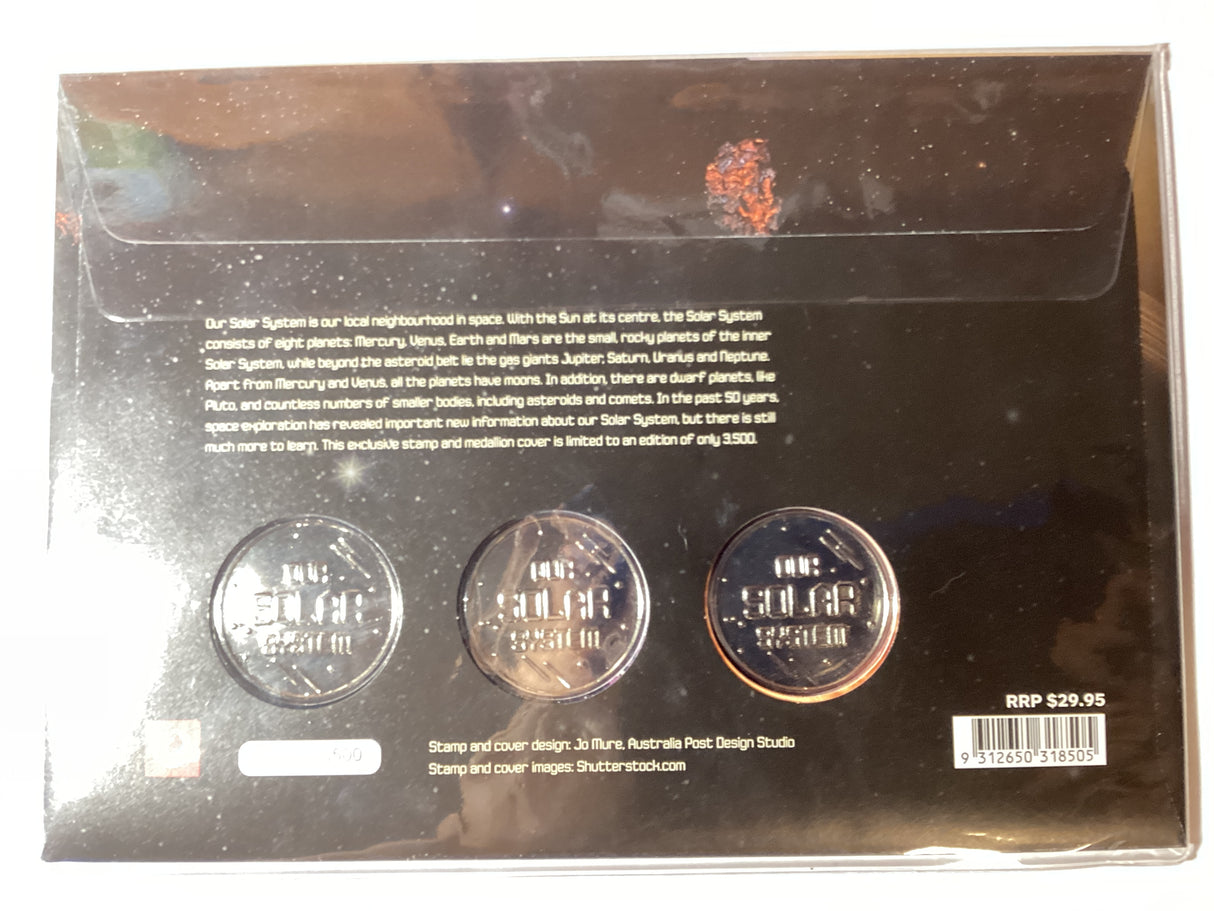 Our Solar System is our local neighbourhood in space. With the Sun at its centre, the Solar System
consists of eight planets: Mercury, Venus, Earth and Mars are the small, rocky planets of the inner
Solar System, while beyond the asteroid belt lie the gas giants Jupiter, Saturn, Uranus and Neptune.
Apart from Mercury and Venus, all the planets have moons. In addition, there are dwarf planets, like
Pluto, and countless numbers of smaller bodies, including asteroids and comets. In the past 50 years,
space exploration has revealed important new information about our Solar System, but there is still
much more to learn. This exclusive stamp and medallion cover is limited to an edition of only 3,500.
OUR
SOLAR
SYSTEM
OUR
SOLAR
SYSTEM
OUR
SOLAR
SYSTEM
RRP $29.95
9 312650 318505
Stamp and cover design: Jo Mure, Australia Post Design Studio
Stamp and cover images: Shutterstock.com